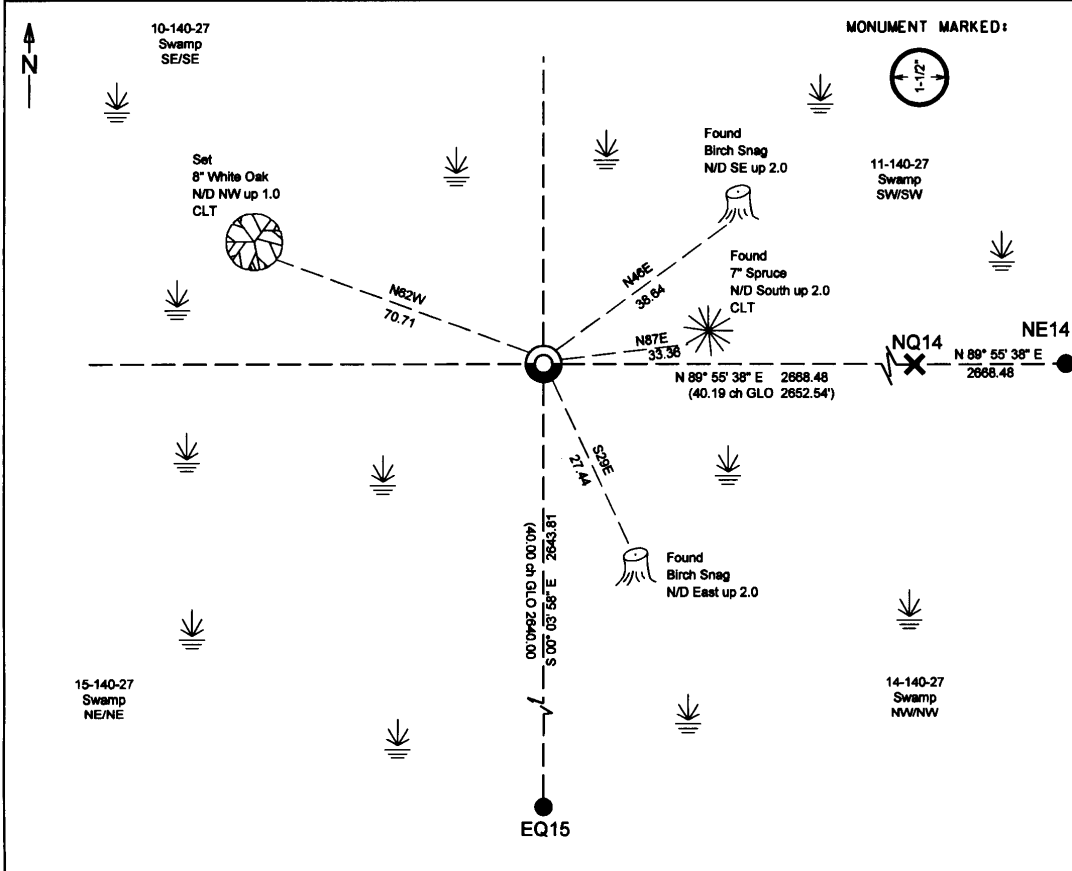 10-140-27
Swamp
SE/SE
MONUMENT MARKED:
1-1/2"
N
Set
8" White Oak
N/D NW up 1.0
CLT
Found
Birch Snag
N/D SE up 2.0
11-140-27
Swamp
SW/SW
Found
7" Spruce
N/D South up 2.0
CLT
N62W
70.71
N46E
38.64
N87E
33.36
NQ14
NE14
N 89° 55' 38" E 2668.48
(40.19 ch GLO 2652.54')
N 89° 55' 38" E
2668.48
S29E
27.44
(40.00 ch GLO 2640.00
S 00° 03' 58" E 2643.81
Found
Birch Snag
N/D East up 2.0
15-140-27
Swamp
NE/NE
14-140-27
Swamp
NW/NW
EQ15